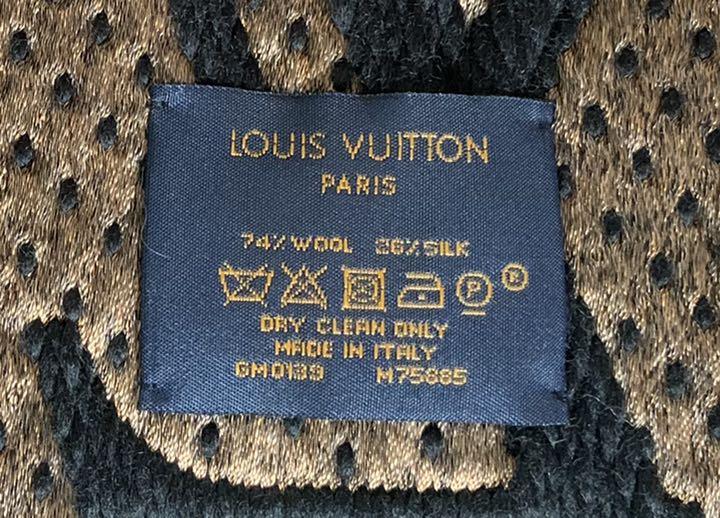 LOUIS VUITTON
PARIS
74% WOOL 26% SILK
P ®
DRY CLEAN ONLY
MADE IN ITALY
GM0139 M75885